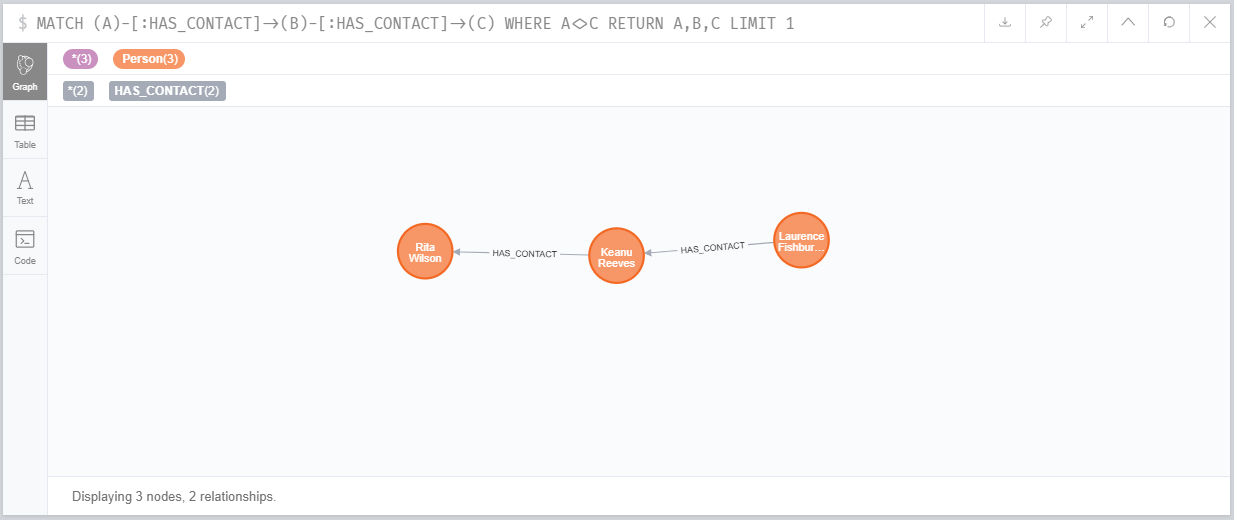 $ MATCH (A)-[:HAS_CONTACT]->(B)-[:HAS_CONTACT]->(C) WHERE A<>C RETURN A,B,C LIMIT 1
*(3) Person(3)
*(2) HAS_CONTACT(2)
Graph
Table
Text
Code
Rita
Wilson
HAS_CONTACT
Keanu
Reeves
HAS_CONTACT
Laurence
Fishbur...
Displaying 3 nodes, 2 relationships.